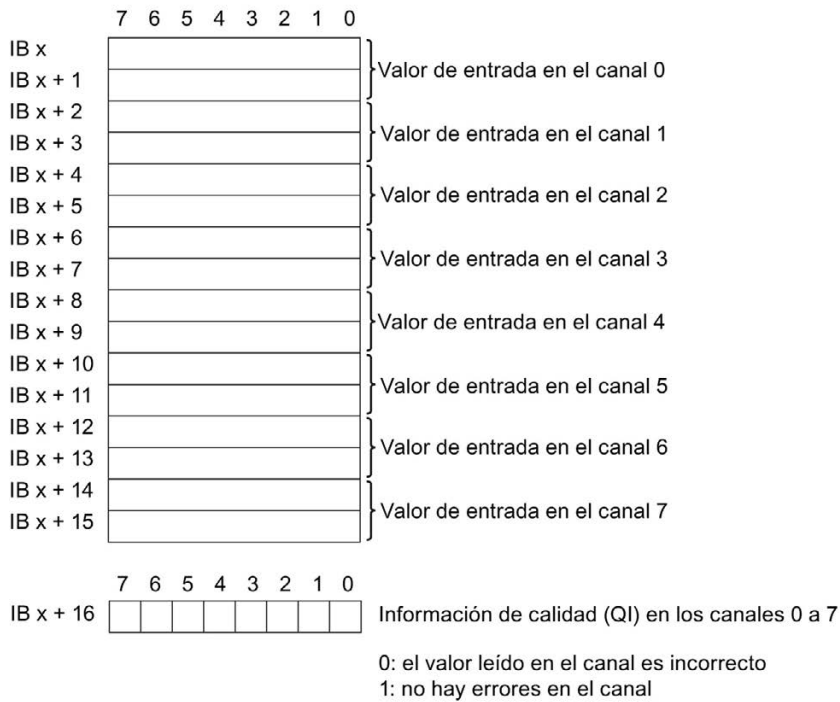 7 6 5 4 3 2 1 0
IB x
IB x + 1
Valor de entrada en el canal 0
IB x + 2
IB x + 3
Valor de entrada en el canal 1
IB x + 4
IB x + 5
Valor de entrada en el canal 2
IB x + 6
IB x + 7
Valor de entrada en el canal 3
IB x + 8
IB x + 9
Valor de entrada en el canal 4
IB x + 10
IB x + 11
Valor de entrada en el canal 5
IB x + 12
IB x + 13
Valor de entrada en el canal 6
IB x + 14
IB x + 15
Valor de entrada en el canal 7
7 6 5 4 3 2 1 0
IB x + 16
Información de calidad (QI) en los canales 0 a 7
0: el valor leído en el canal es incorrecto
1: no hay errores en el canal